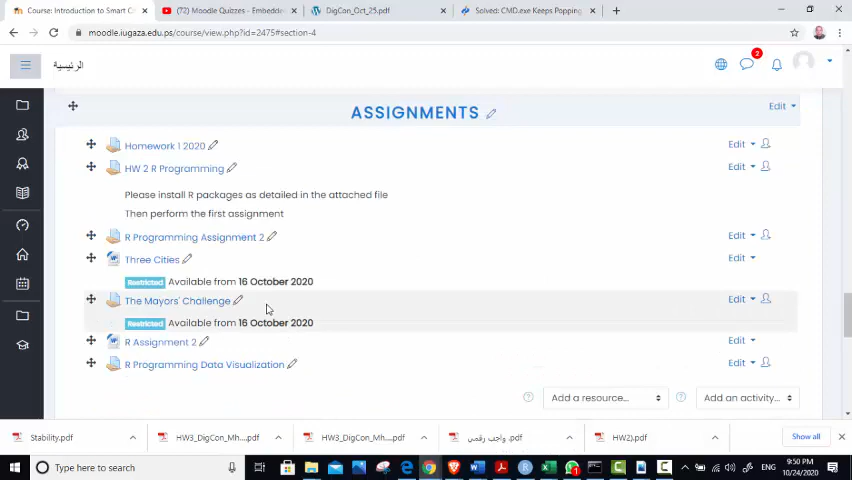 Course: Introduction to Smart C
(72) Moodle Quizzes - Embedde
DigCon_Oct_25.pdf
Solved: CMD.exe Keeps Popping
moodle.iugaza.edu.ps/course/view.php?id=2475#section-4
الرئيسية
2
ASSIGNMENTS
Edit
Homework 1 2020
Edit
HW 2 R Programming
Edit
Please install R packages as detailed in the attached file
Then perform the first assignment
R Programming Assignment 2
Edit
Three Cities
Edit
Restricted Available from 16 October 2020
The Mayors' Challenge
Edit
Restricted Available from 16 October 2020
R Assignment 2
Edit
R Programming Data Visualization
Edit
Add a resource...
Add an activity...
Stability.pdf
HW3_DigCon_Mh....pdf
HW3_DigCon_Mh....pdf
واجب رقمي.pdf
HW2).pdf
Show all
Type here to search
ENG
9:50 PM
10/24/2020